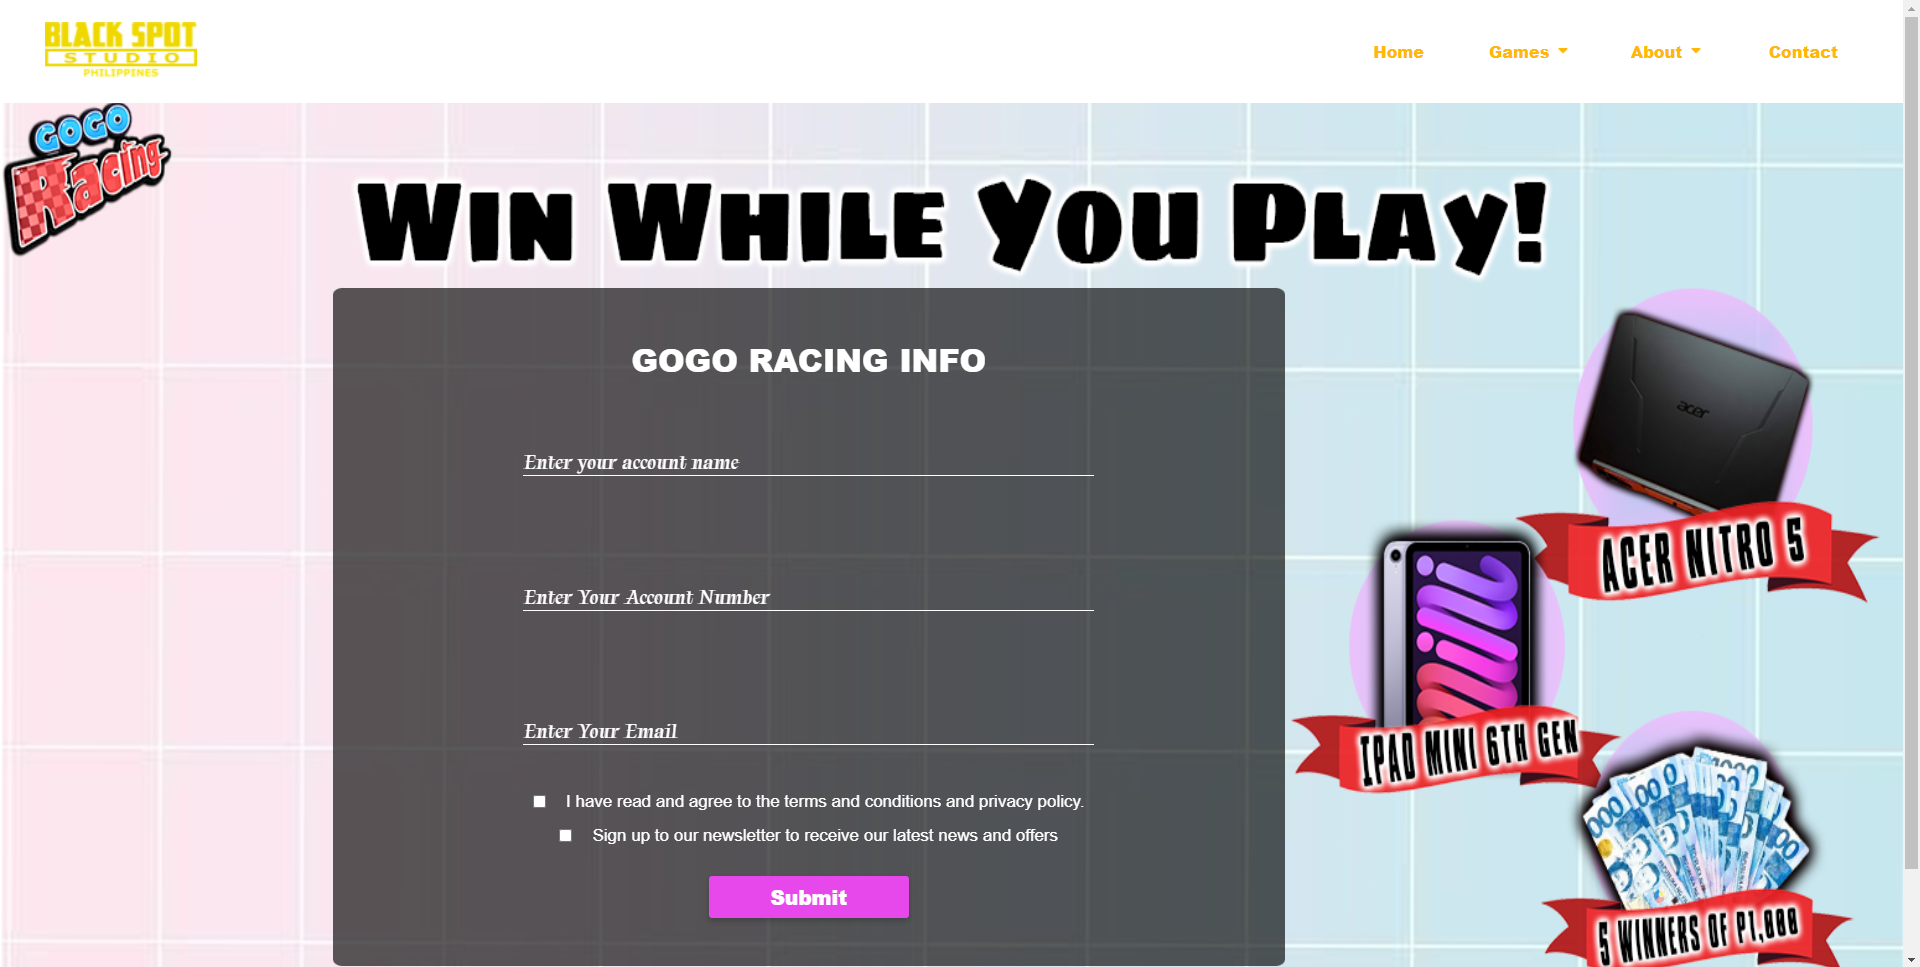 BLACK SPOT
STUDIO
PHILIPPINES
Home
Games
About
Contact
GOGO
Racing
WIN WHILE YOU PLAY!
GOGO RACING INFO
Enter your account name
Enter Your Account Number
Enter Your Email
I have read and agree to the terms and conditions and privacy policy.
Sign up to our newsletter to receive our latest news and offers
Submit
acer
ACER NITRO 5
IPAD MINI 6TH GEN
5 WINNERS OF P1,000